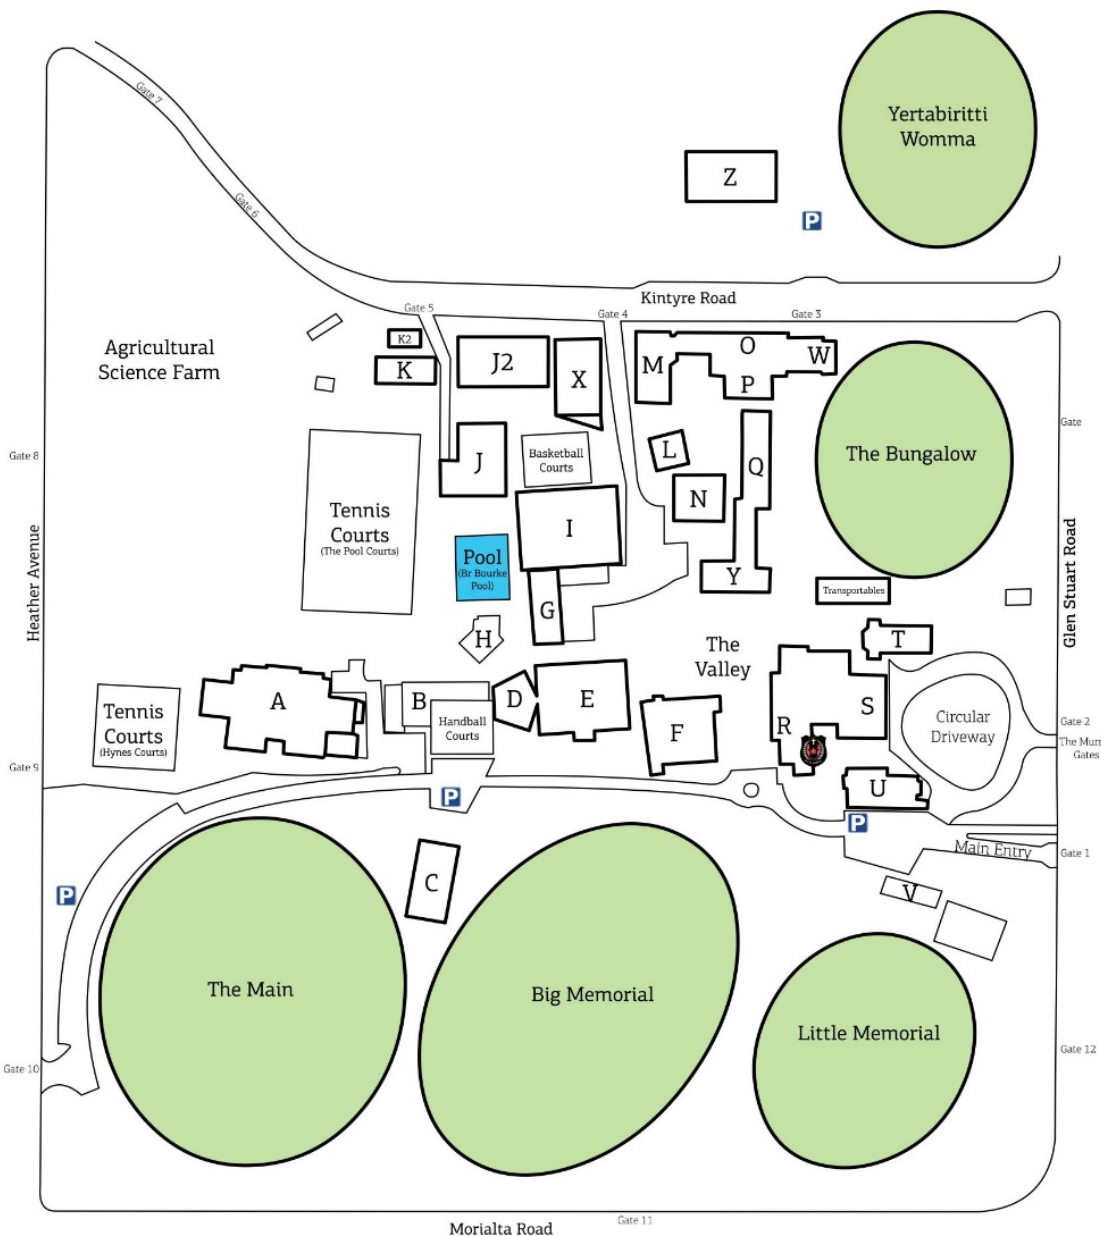 Yertabiritti
Womma
Gate 7
Z
P
Gate 6
Kintyre Road
Gate 5
Gate 4
Gate 3
K2
Agricultural
Science Farm
K
J2
X
M
O
W
P
Gate
L
Q
The Bungalow
Gate 8
J
Basketball
Courts
N
Tennis
Courts
(The Pool Courts)
I
Heather Avenue
Glen Stuart Road
Pool
(Br Bourke
Pool)
Y
Transportables
G
H
T
The
Valley
A
B
D
E
F
R
S
Tennis
Courts
(Hynes Courts)
Handball
Courts
Circular
Driveway
Gate 2
The Mun
Gates
Gate 9
P
U
P
Main Entry
Gate 1
C
V
P
The Main
Big Memorial
Little Memorial
Gate 12
Gate 10
Morialta Road
Gate 11